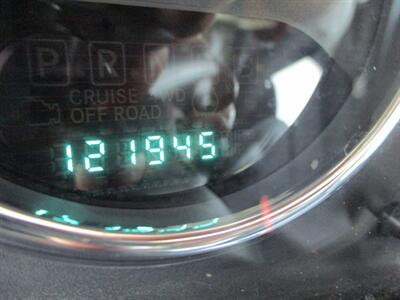 P R N
CRUISE 4WD
OFF ROAD
121945